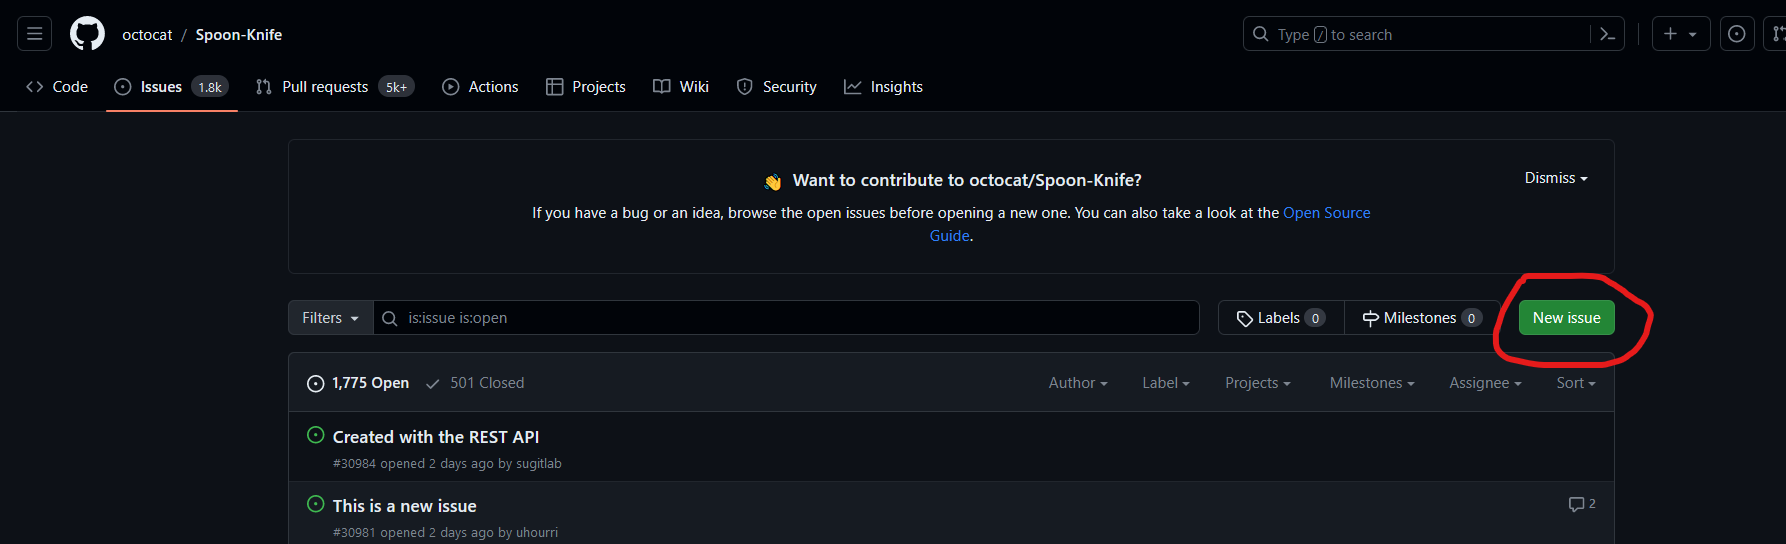 octocat / Spoon-Knife
Type / to search
Code Issues 1.8k Pull requests 5k+ Actions Projects Wiki Security Insights
👋 Want to contribute to octocat/Spoon-Knife?
Dismiss
If you have a bug or an idea, browse the open issues before opening a new one. You can also take a look at the Open Source
Guide.
Filters is:issue is:open Labels 0 Milestones 0 New issue
1,775 Open 501 Closed Author Label Projects Milestones Assignee Sort
Created with the REST API
#30984 opened 2 days ago by sugitlab
This is a new issue 2
#30981 opened 2 days ago by uhourri